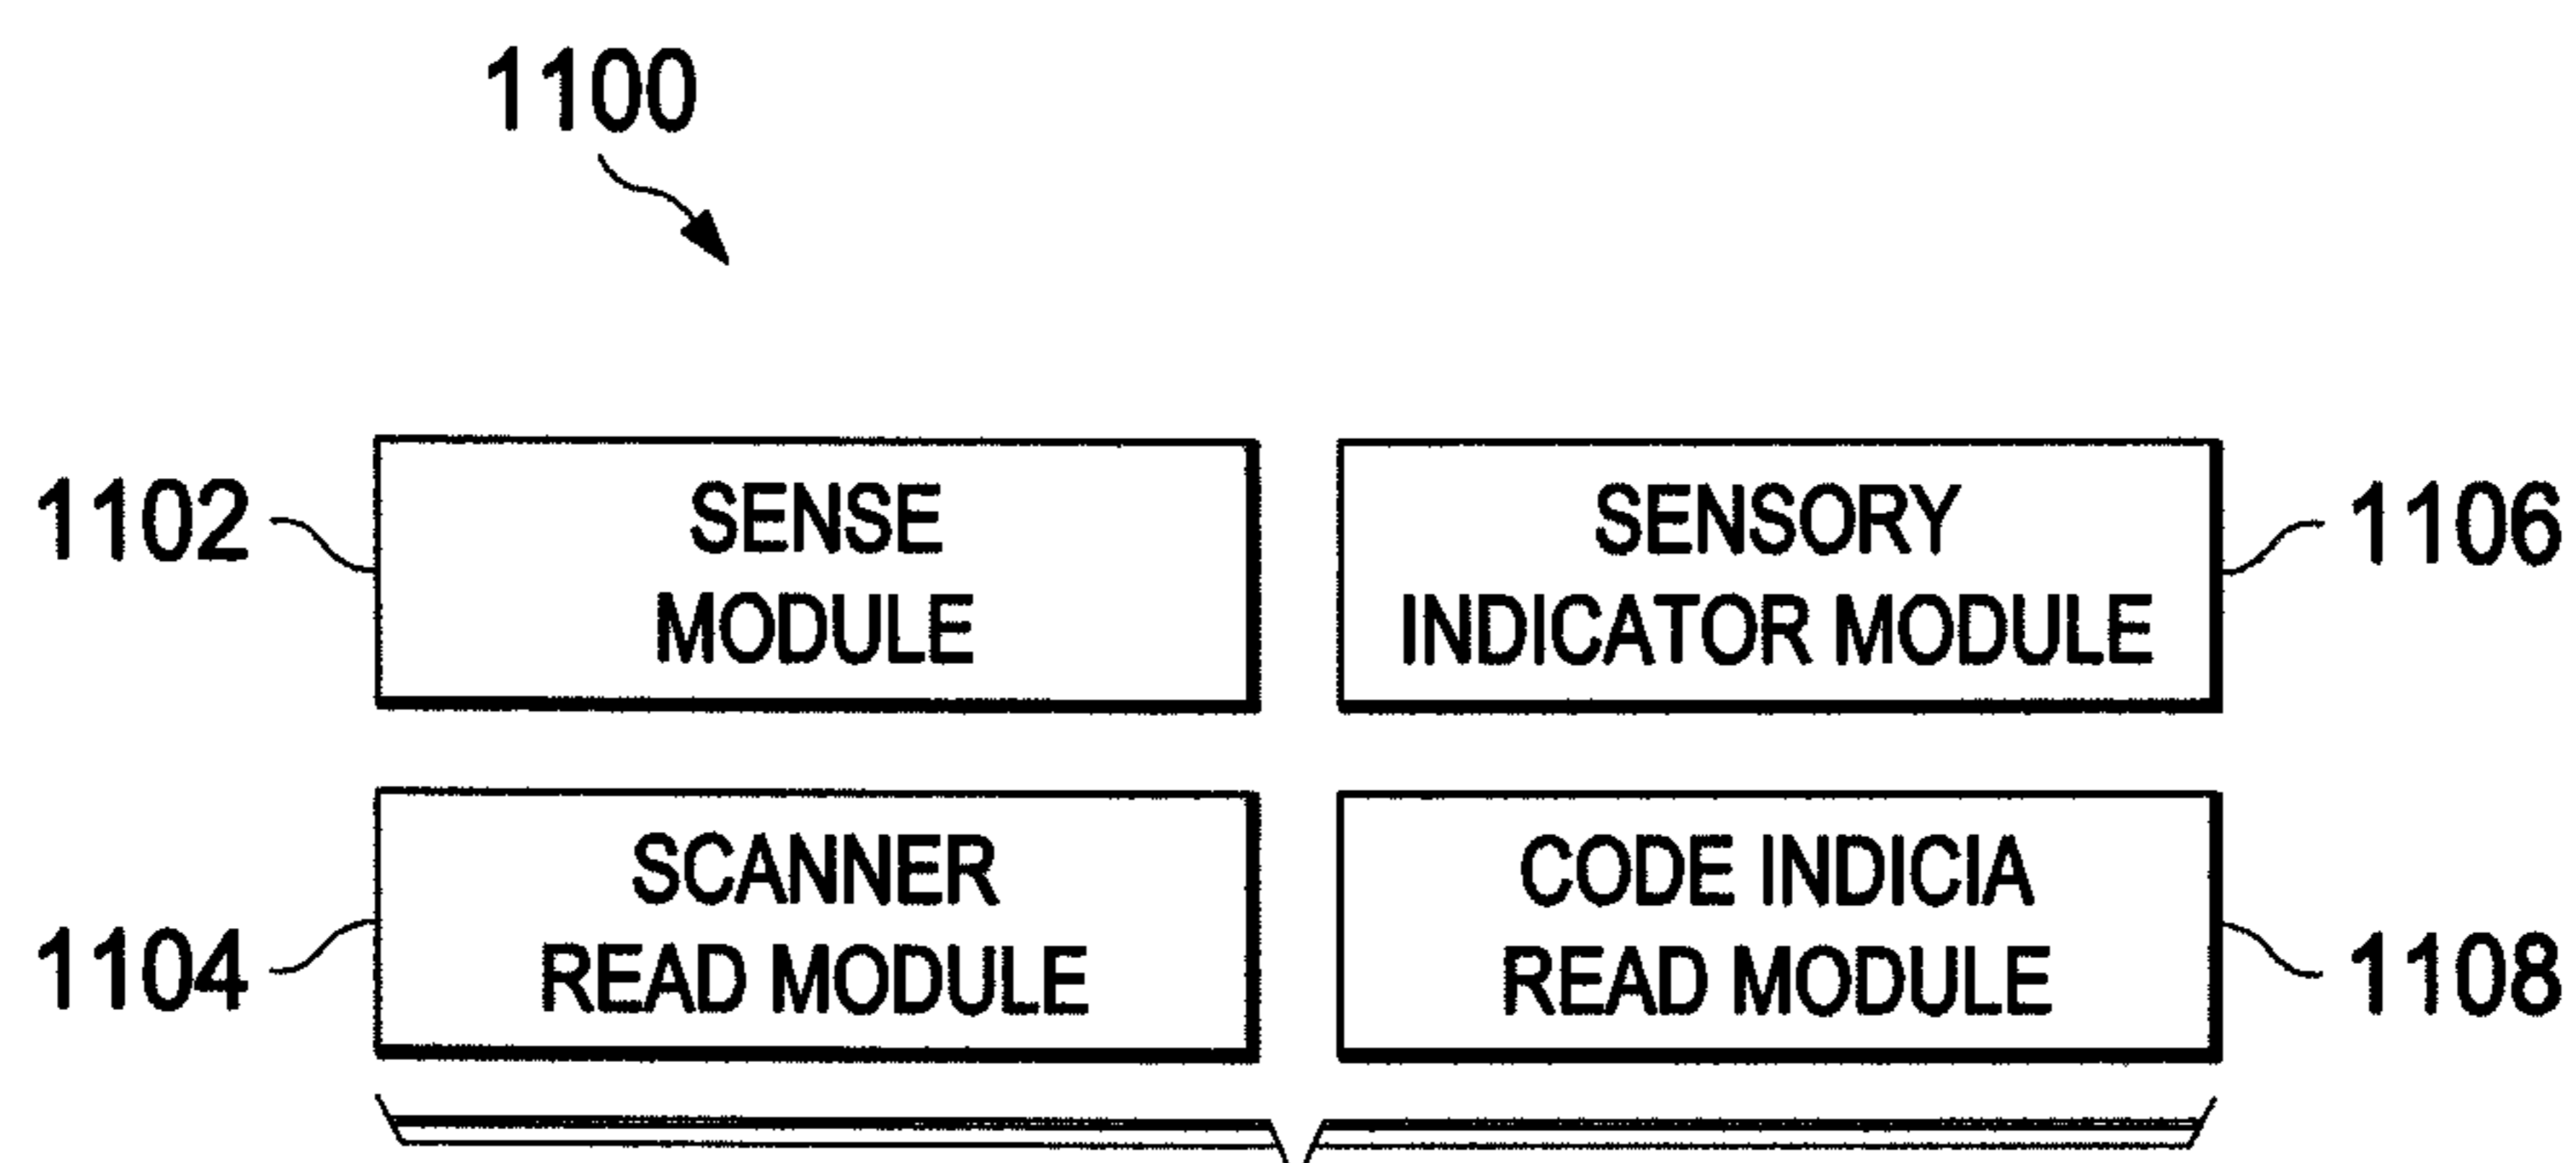 1100
1102
SENSE
MODULE
SENSORY
INDICATOR MODULE
1106
1104
SCANNER
READ MODULE
CODE INDICIA
READ MODULE
1108